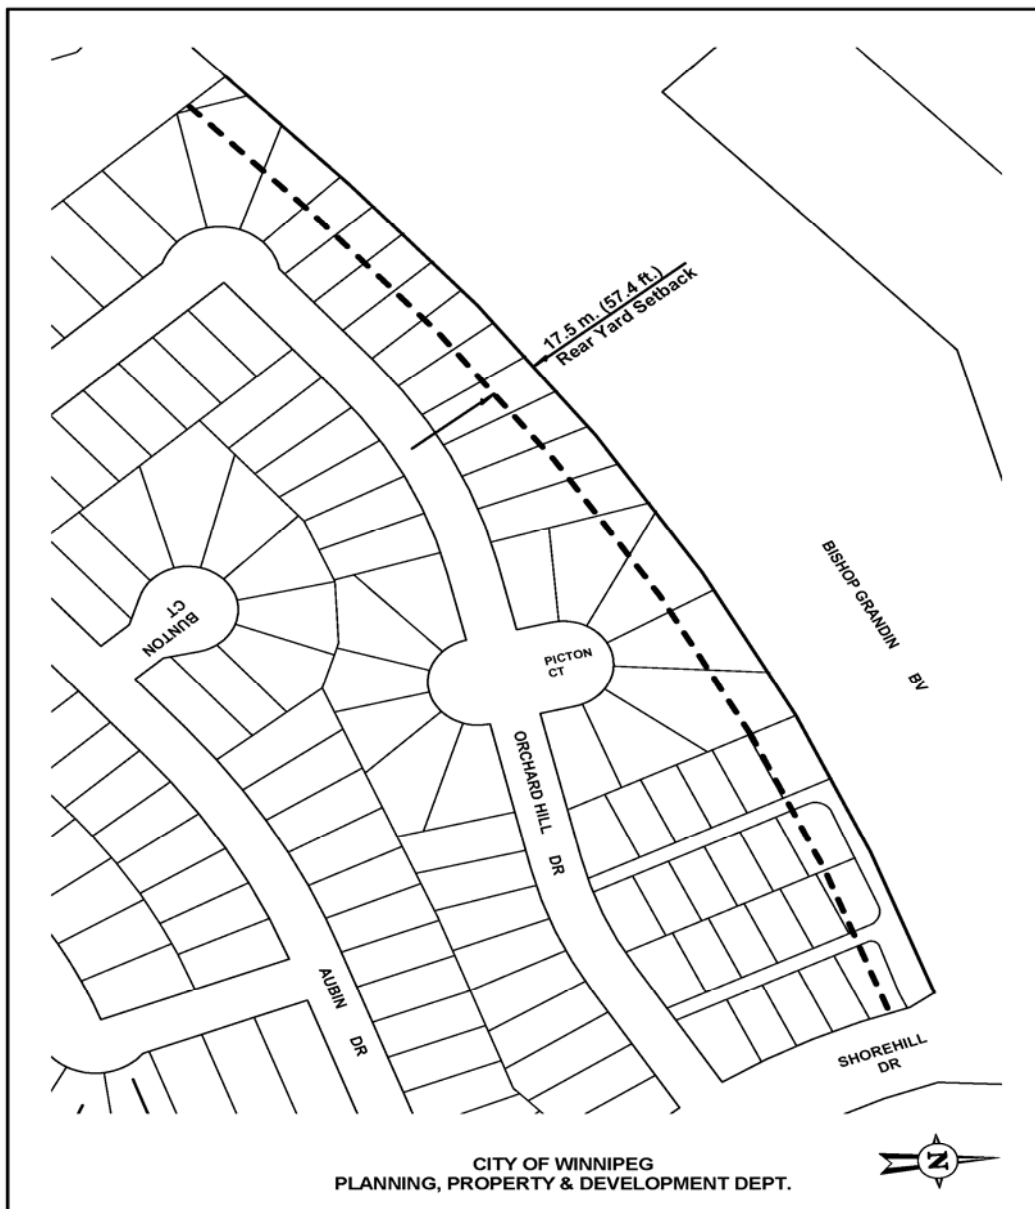 17.5 m. (57.4 ft.)
Rear Yard Setback
BISHOP GRANDIN BV
BUNTON
CT
PICTON
CT
ORCHARD HILL DR
AUBIN DR
SHOREHILL
DR
CITY OF WINNIPEG
PLANNING, PROPERTY & DEVELOPMENT DEPT.
N